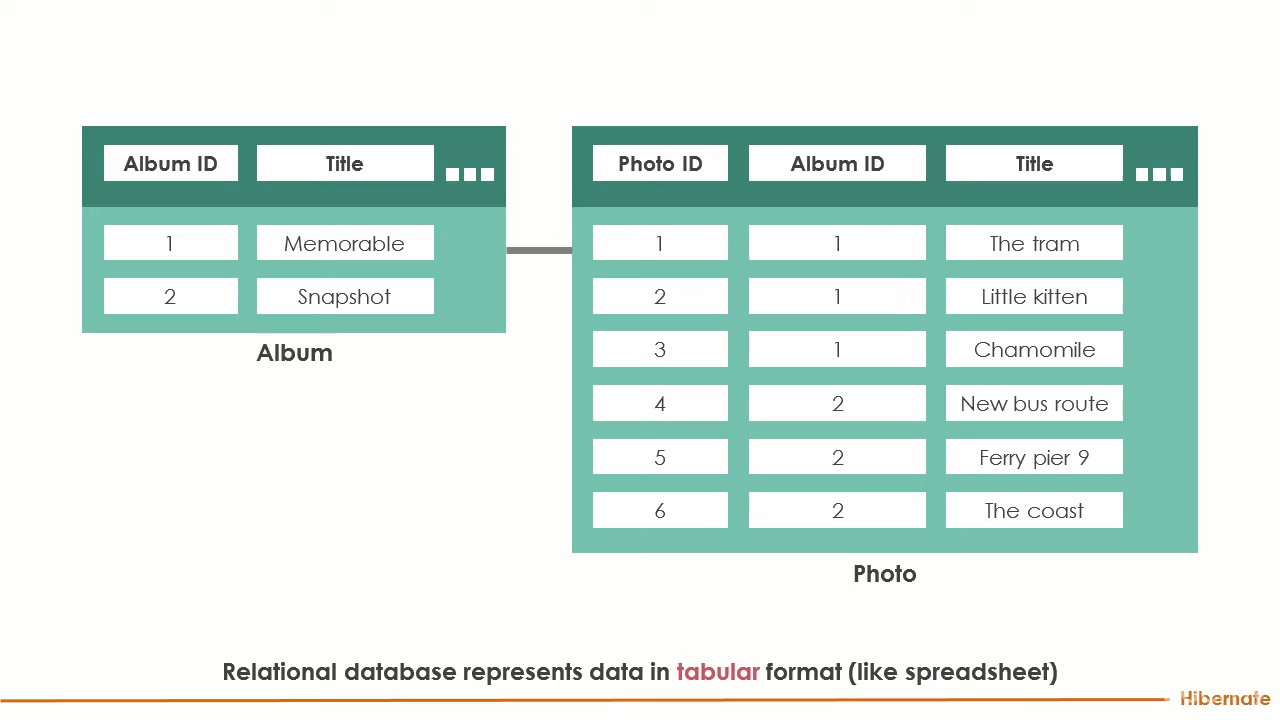 Album ID Title
1 Memorable
2 Snapshot
Album
Photo ID Album ID Title
1 1 The tram
2 1 Little kitten
3 1 Chamomile
4 2 New bus route
5 2 Ferry pier 9
6 2 The coast
Photo
Relational database represents data in tabular format (like spreadsheet)
Hibernate